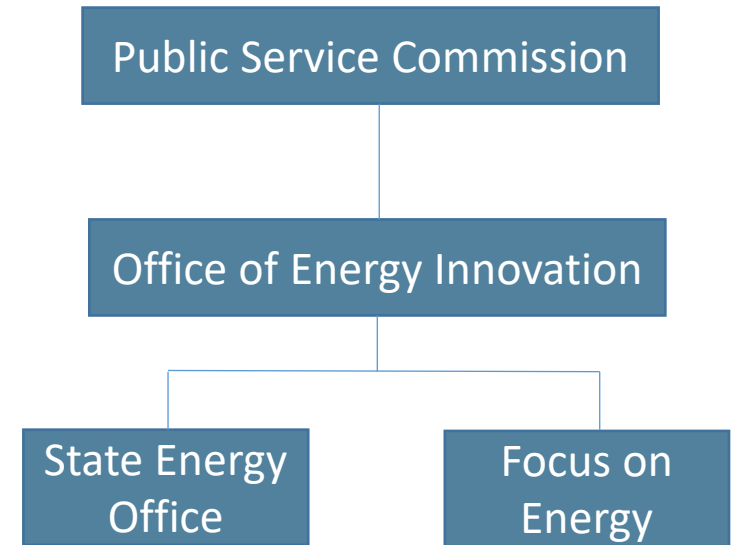 Public Service Commission
Office of Energy Innovation
State Energy
Office
Focus on
Energy